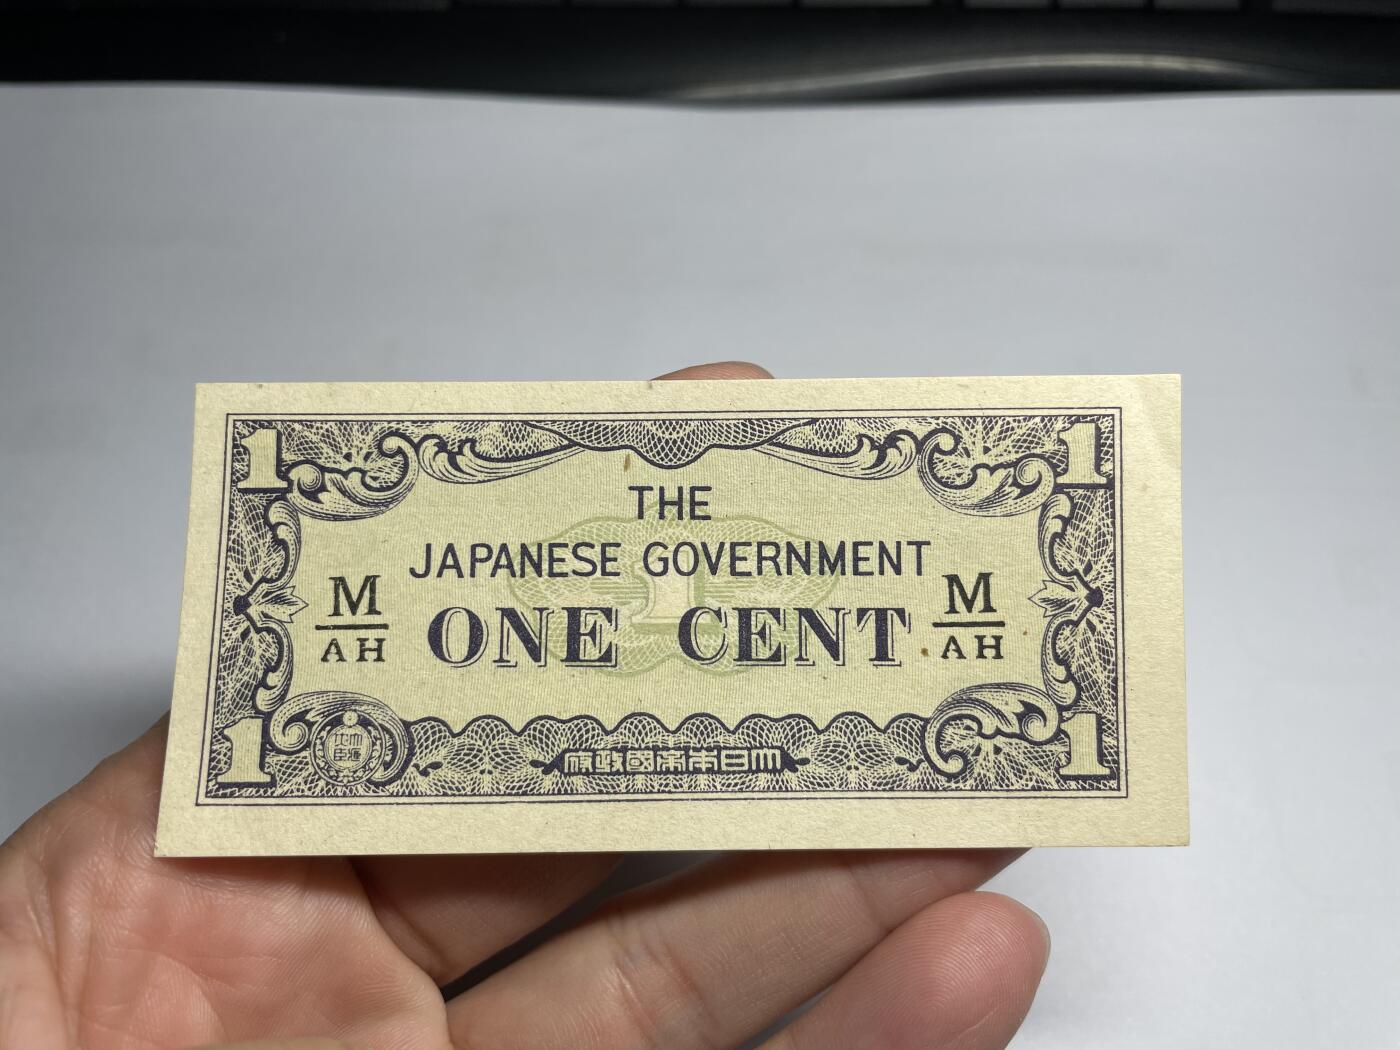 1 1
THE
JAPANESE GOVERNMENT
M
AH
ONE CENT
M
AH
1 1
府政國帝本日大